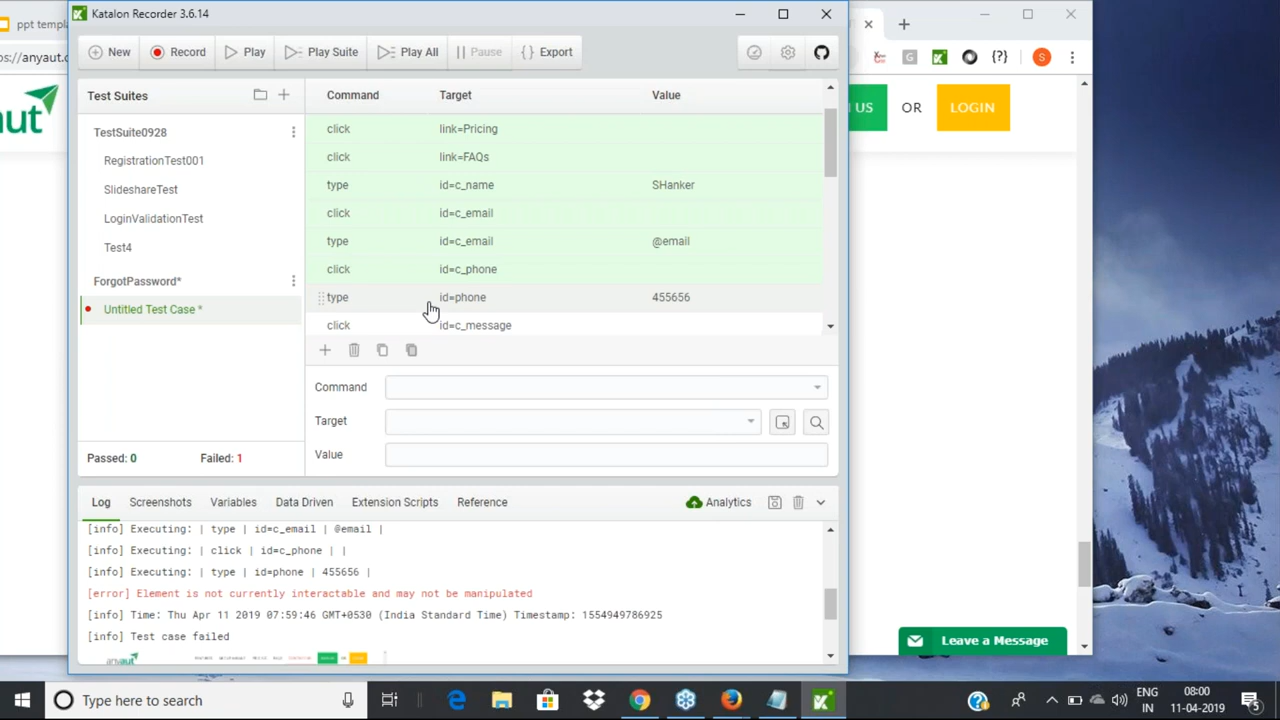 ppt templa
Katalon Recorder 3.6.14
s://anyaut.c
New
Record
Play
Play Suite
Play All
Pause
Export
{?}
S
aut
US
OR
LOGIN
Test Suites
Command
Target
Value
TestSuite0928
click
link=Pricing
RegistrationTest001
click
link=FAQs
SlideshareTest
type
id=c_name
SHanker
LoginValidationTest
click
id=c_email
Test4
type
id=c_email
@email
ForgotPassword*
click
id=c_phone
Untitled Test Case *
type
id=phone
455656
click
id=c_message
Command
Target
Value
Passed: 0
Failed: 1
Log
Screenshots
Variables
Data Driven
Extension Scripts
Reference
Analytics
[info] Executing: | type | id=c_email | @email |
[info] Executing: | click | id=c_phone | |
[info] Executing: | type | id=phone | 455656 |
[error] Element is not currently interactable and may not be manipulated
[info] Time: Thu Apr 11 2019 07:59:46 GMT+0530 (India Standard Time) Timestamp: 1554949786925
[info] Test case failed
anyaut
Leave a Message
Type here to search
ENG
IN
08:00
11-04-2019
5